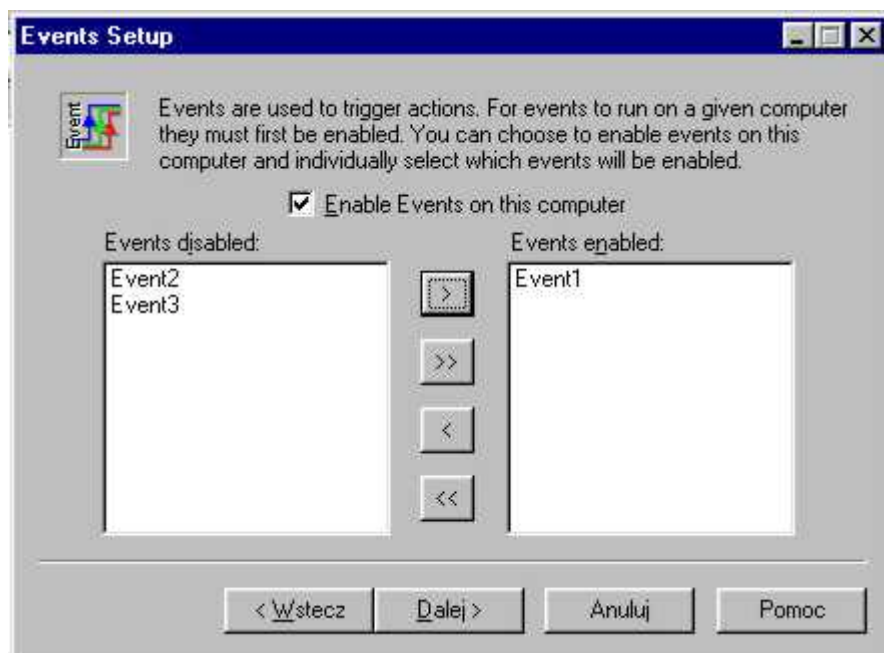 Events Setup
Event
Events are used to trigger actions. For events to run on a given computer
they must first be enabled. You can choose to enable events on this
computer and individually select which events will be enabled.
Enable Events on this computer
Events disabled:
Events enabled:
Event2
Event3
Event1
>
>>
<
<<
< Wstecz
Dalej >
Anuluj
Pomoc